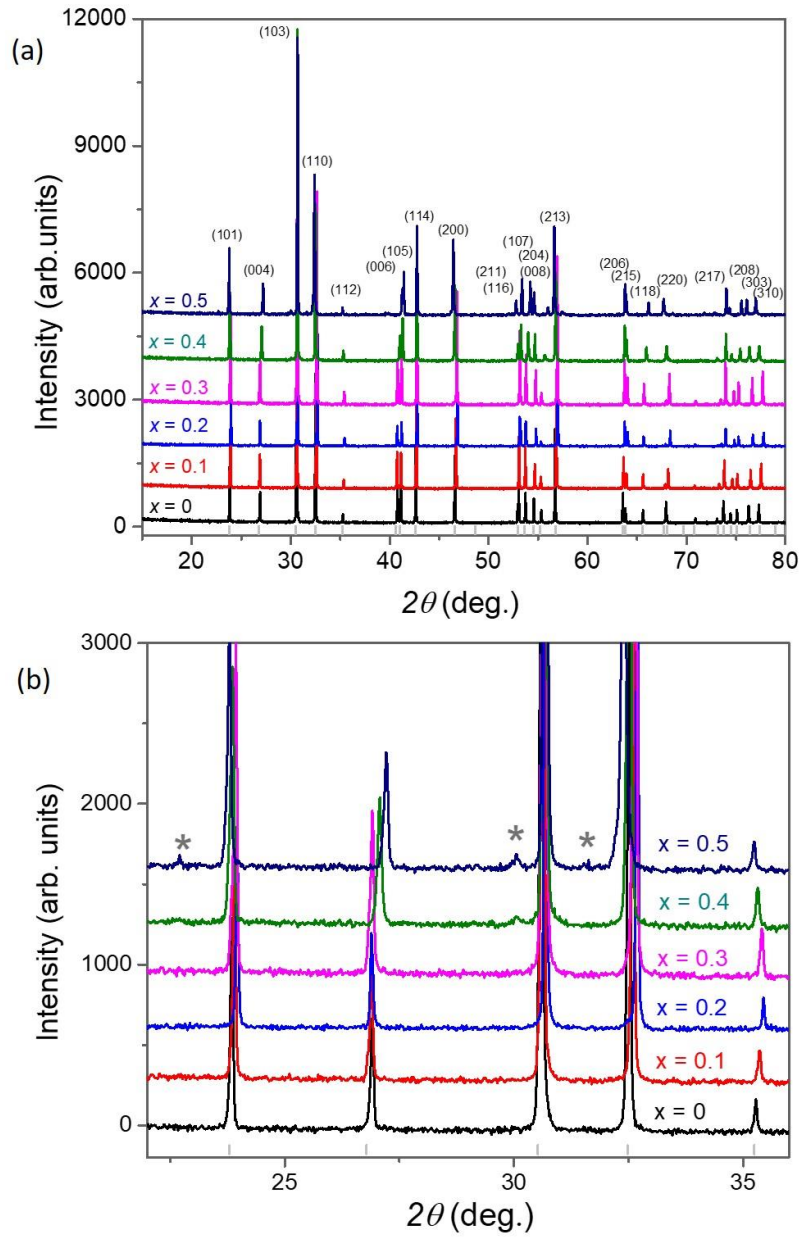 (a)
12000
9000
6000
3000
0
Intensity (arb.units)
(101)
(004)
(103)
(110)
(112)
(006)
(105)
(114)
(200)
(211)
(116)
(107)
(204)
(008)
(213)
(206)
(215)
(118)
(220)
(217)
(208)
(303)
(310)
x = 0.5
x = 0.4
x = 0.3
x = 0.2
x = 0.1
x = 0
20 30 40 50 60 70 80
2θ (deg.)
(b)
3000
2000
1000
0
Intensity (arb. units)
* * *
x = 0.5
x = 0.4
x = 0.3
x = 0.2
x = 0.1
x = 0
25 30 35
2θ (deg.)